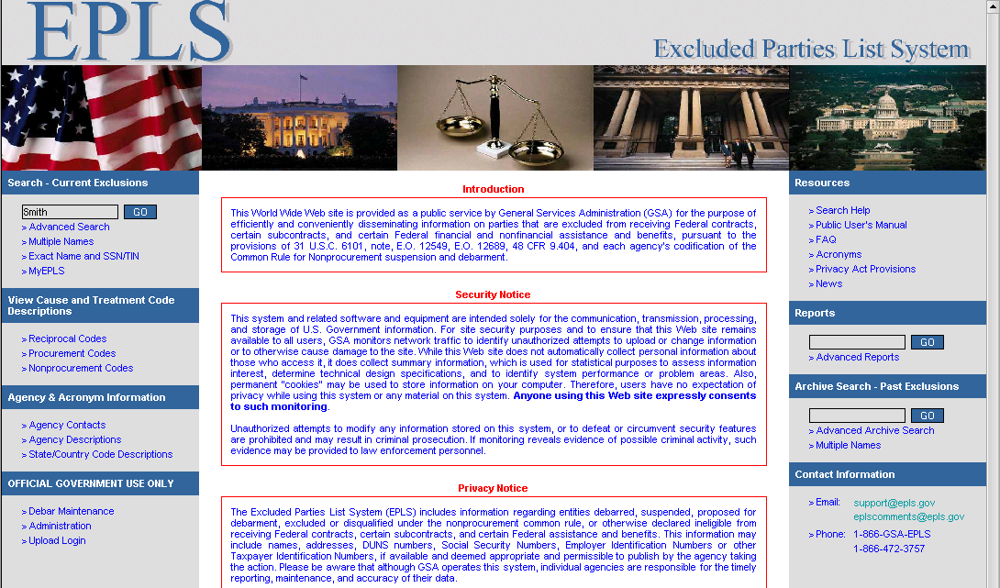 EPLS
Excluded Parties List System
Search - Current Exclusions
Smith
GO
> Advanced Search
> Multiple Names
> Exact Name and SSN/TIN
> MyEPLS
View Cause and Treatment Code
Descriptions
> Reciprocal Codes
> Procurement Codes
> Nonprocurement Codes
Agency & Acronym Information
> Agency Contacts
> Agency Descriptions
> State/Country Code Descriptions
OFFICIAL GOVERNMENT USE ONLY
> Debar Maintenance
> Administration
> Upload Login
Introduction
This World Wide Web site is provided as a public service by General Services Administration (GSA) for the purpose of
efficiently and conveniently disseminating information on parties that are excluded from receiving Federal contracts,
certain subcontracts, and certain Federal financial and nonfinancial assistance and benefits, pursuant to the
provisions of 31 U.S.C. 6101, note, E.O. 12549, E.O. 12689, 48 CFR 9.404, and each agency's codification of the
Common Rule for Nonprocurement suspension and debarment.
Security Notice
This system and related software and equipment are intended solely for the communication, transmission, processing,
and storage of U.S. Government information. For site security purposes and to ensure that this Web site remains
available to all users, GSA monitors network traffic to identify unauthorized attempts to upload or change information
or to otherwise cause damage to the site. While this Web site does not automatically collect personal information about
those who access it, it does collect summary information, which is used for statistical purposes to assess information
interest, determine technical design specifications, and to identify system performance or problem areas. Also,
permanent "cookies" may be used to store information on your computer. Therefore, users have no expectation of
privacy while using this system or any material on this system. Anyone using this Web site expressly consents
to such monitoring.
Unauthorized attempts to modify any information stored on this system, or to defeat or circumvent security features
are prohibited and may result in criminal prosecution. If monitoring reveals evidence of possible criminal activity, such
evidence may be provided to law enforcement personnel.
Privacy Notice
The Excluded Parties List System (EPLS) includes information regarding entities debarred, suspended, proposed for
debarment, excluded or disqualified under the nonprocurement common rule, or otherwise declared ineligible from
receiving Federal contracts, certain subcontracts, and certain Federal assistance and benefits. This information may
include names, addresses, DUNS numbers, Social Security Numbers, Employer Identification Numbers or other
Taxpayer Identification Numbers, if available and deemed appropriate and permissible to publish by the agency taking
the action. Please be aware that although GSA operates this system, individual agencies are responsible for the timely
reporting, maintenance, and accuracy of their data.
Resources
> Search Help
> Public User's Manual
> FAQ
> Acronyms
> Privacy Act Provisions
> News
Reports
GO
> Advanced Reports
Archive Search - Past Exclusions
GO
> Advanced Archive Search
> Multiple Names
Contact Information
> Email: support@epls.gov
eplscomments@epls.gov
> Phone: 1-866-GSA-EPLS
1-866-472-3757